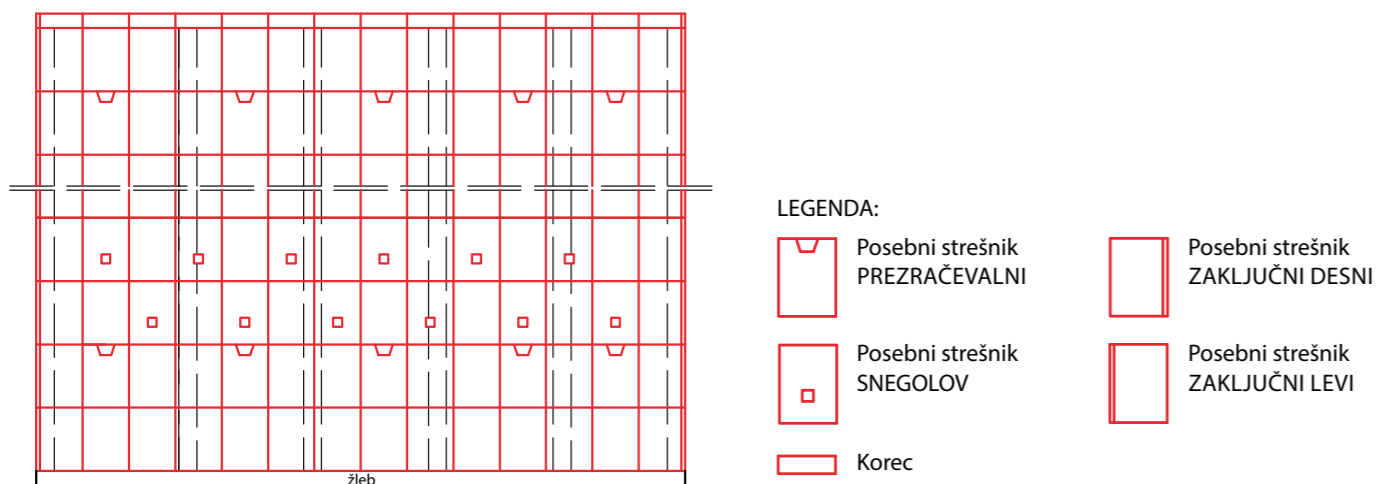 LEGENDA:
Posebni strešnik
PREZRAČEVALNI
Posebni strešnik
ZAKLJUČNI DESNI
Posebni strešnik
SNEGOLOV
Posebni strešnik
ZAKLJUČNI LEVI
Korec
žleb